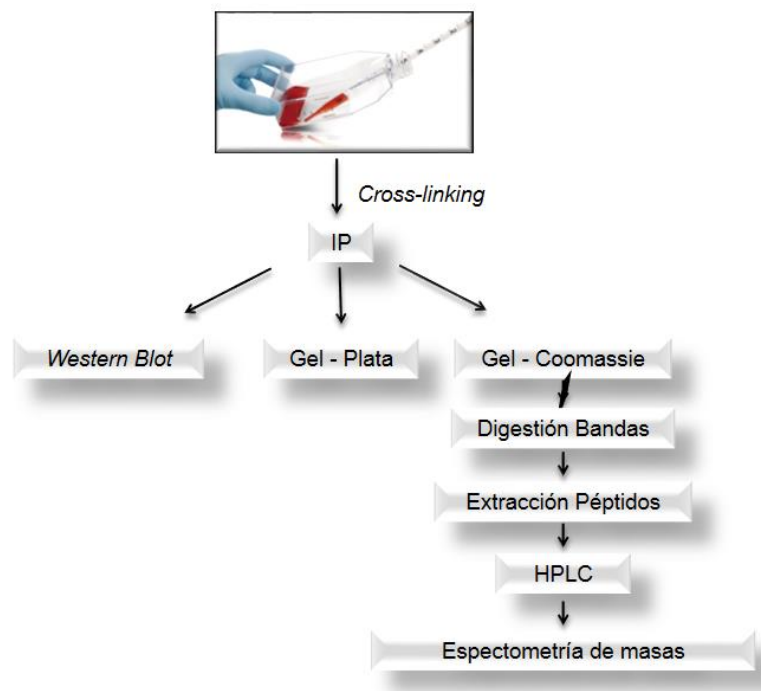 Cross-linking
IP
Western Blot
Gel - Plata
Gel - Coomassie
Digestión Bandas
Extracción Péptidos
HPLC
Espectometría de masas